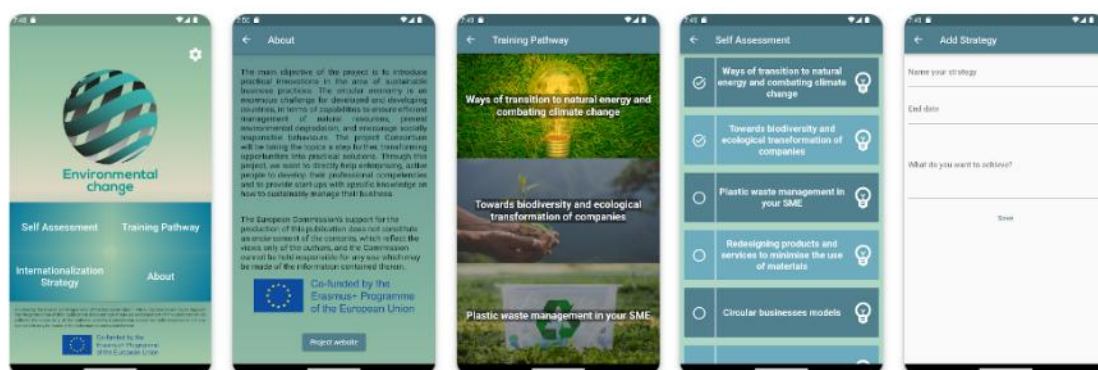 7:48
Environmental
change
Self Assessment
Training Pathway
Internationalization
Strategy
About
Co-funded by the
Erasmus+ Programme
of the European Union
About
The main objective of the project is to introduce
practical innovations in the area of sustainable
business practices. The circular economy is an
enormous challenge for developed and developing
countries, in terms of capabilities to ensure efficient
management of natural resources, prevent
environmental degradation, and encourage socially
responsible behaviours. The project Consortium
will be taking the topics a step further, transforming
opportunities into practical solutions. Through this
project, we want to directly help enterprising, active
people to develop their professional competencies
and to provide start-ups with specific knowledge on
how to sustainably manage their business.
The European Commission's support for the
production of this publication does not constitute
an endorsement of the contents, which reflect the
views only of the authors, and the Commission
cannot be held responsible for any use which may
be made of the information contained therein.
Co-funded by the
Erasmus+ Programme
of the European Union
Project website
Training Pathway
Ways of transition to natural energy and
combating climate change
Towards biodiversity and ecological
transformation of companies
Plastic waste management in your SME
Self Assessment
Ways of transition to natural
energy and combating climate
change
Towards biodiversity and
ecological transformation of
companies
Plastic waste management in
your SME
Redesigning products and
services to minimise the use
of materials
Circular businesses models
Add Strategy
Name your strategy
End date
What do you want to achieve?
Save